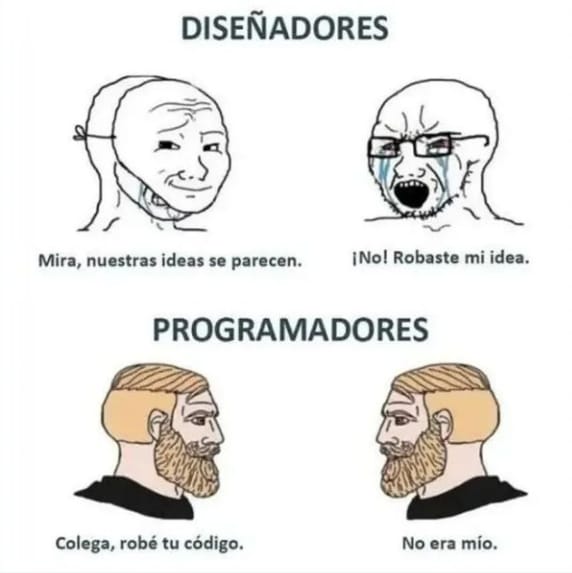 DISEÑADORES
Mira, nuestras ideas se parecen.
¡No! Robaste mi idea.
PROGRAMADORES
Colega, robé tu código.
No era mío.